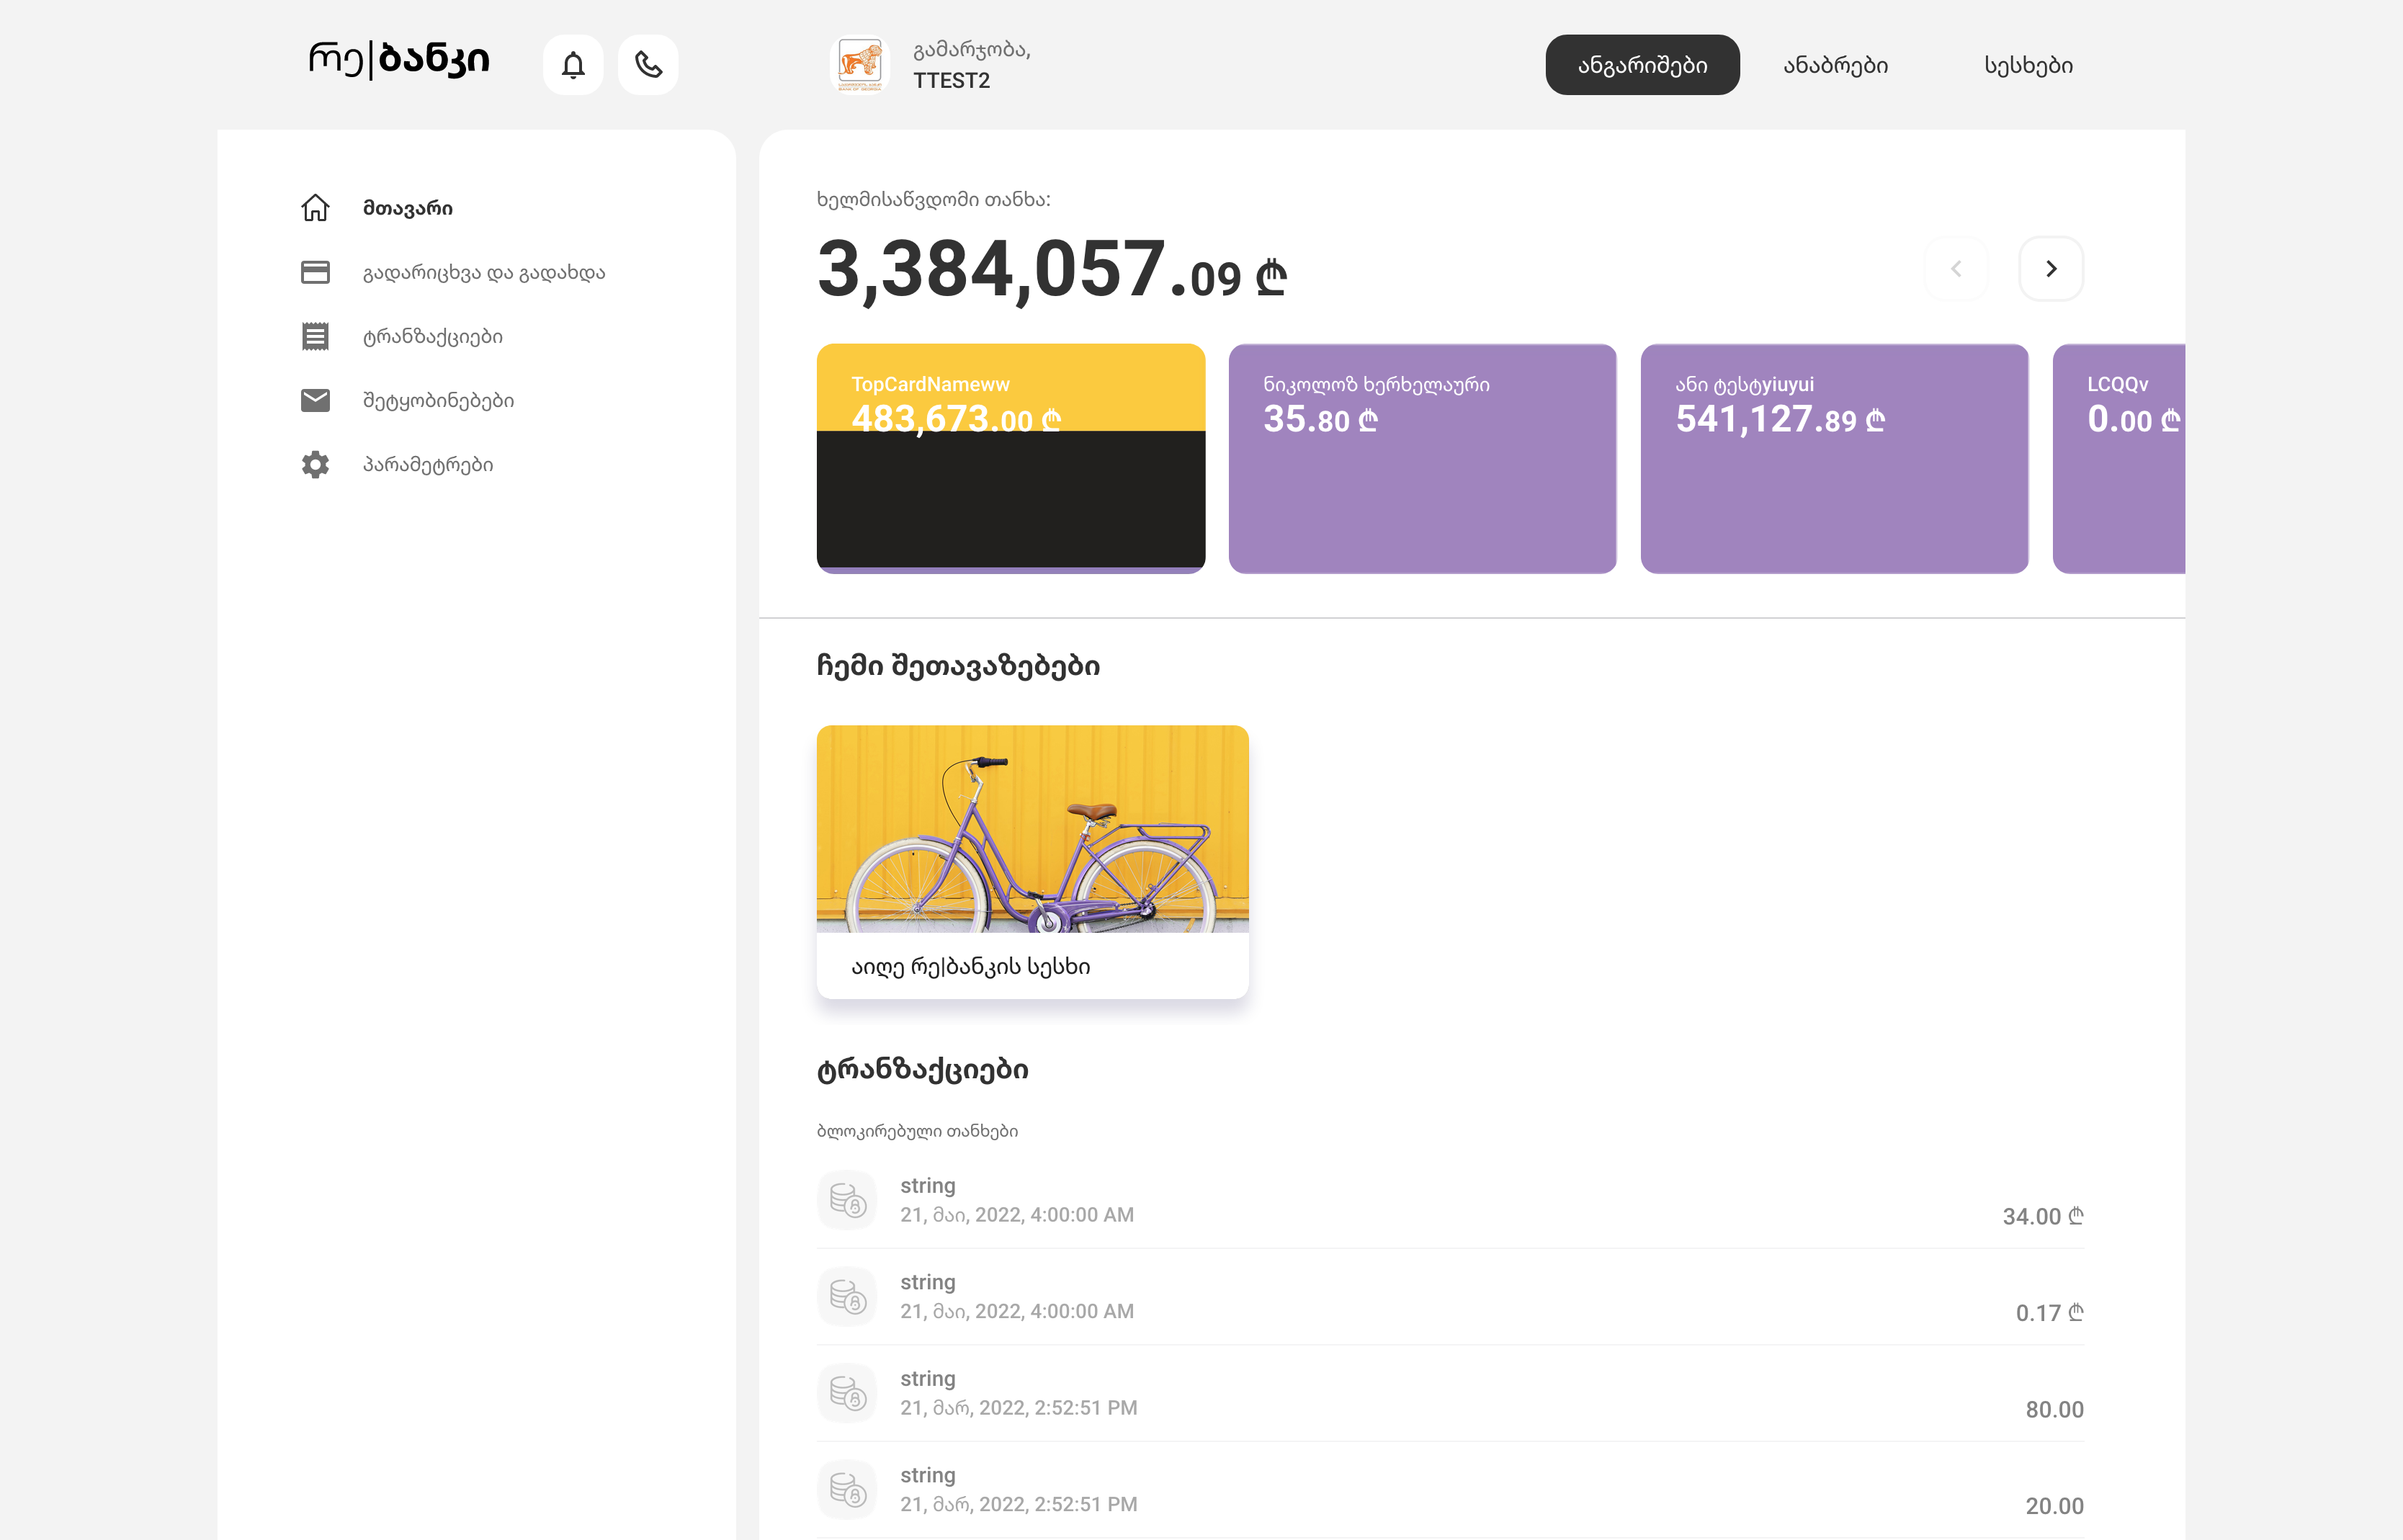 რე|ბანკი
გამარჯობა,
TTEST2
ანგარიშები
ანაბრები
სესხები
მთავარი
გადარიცხვა და გადახდა
ტრანზაქციები
შეტყობინებები
პარამეტრები
ხელმისაწვდომი თანხა:
3,384,057.09 ₾
TopCardNameww
483,673.00 ₾
ნიკოლოზ ხერხელაური
35.80 ₾
ანი ტესტyiuyui
541,127.89 ₾
LCQQv
0.00 ₾
ჩემი შეთავაზებები
აიღე რე|ბანკის სესხი
ტრანზაქციები
ბლოკირებული თანხები
string
21, მაი, 2022, 4:00:00 AM
34.00 ₾
string
21, მაი, 2022, 4:00:00 AM
0.17 ₾
string
21, მარ, 2022, 2:52:51 PM
80.00
string
21, მარ, 2022, 2:52:51 PM
20.00